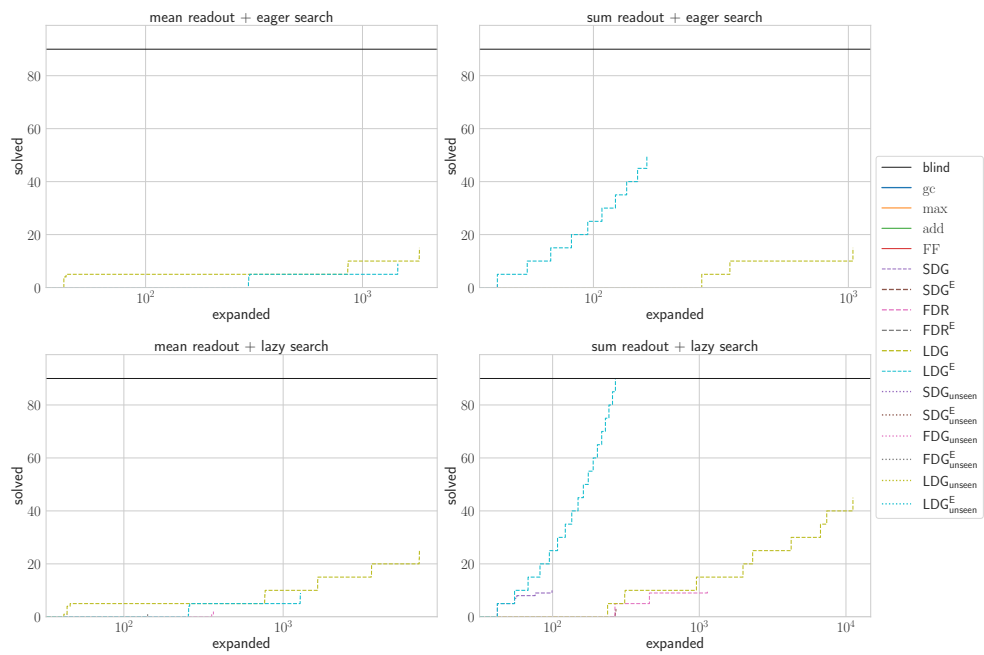 mean readout + eager search
80
60
40
20
0
solved
10^2
10^3
expanded
sum readout + eager search
80
60
40
20
0
solved
10^2
10^3
expanded
mean readout + lazy search
80
60
40
20
0
solved
10^2
10^3
expanded
sum readout + lazy search
80
60
40
20
0
solved
10^2
10^3
10^4
expanded
blind
gc
max
add
FF
SDG
SDG^E
FDR
FDR^E
LDG
LDG^E
SDG_unseen
SDG^E_unseen
FDG_unseen
FDG^E_unseen
LDG_unseen
LDG^E_unseen